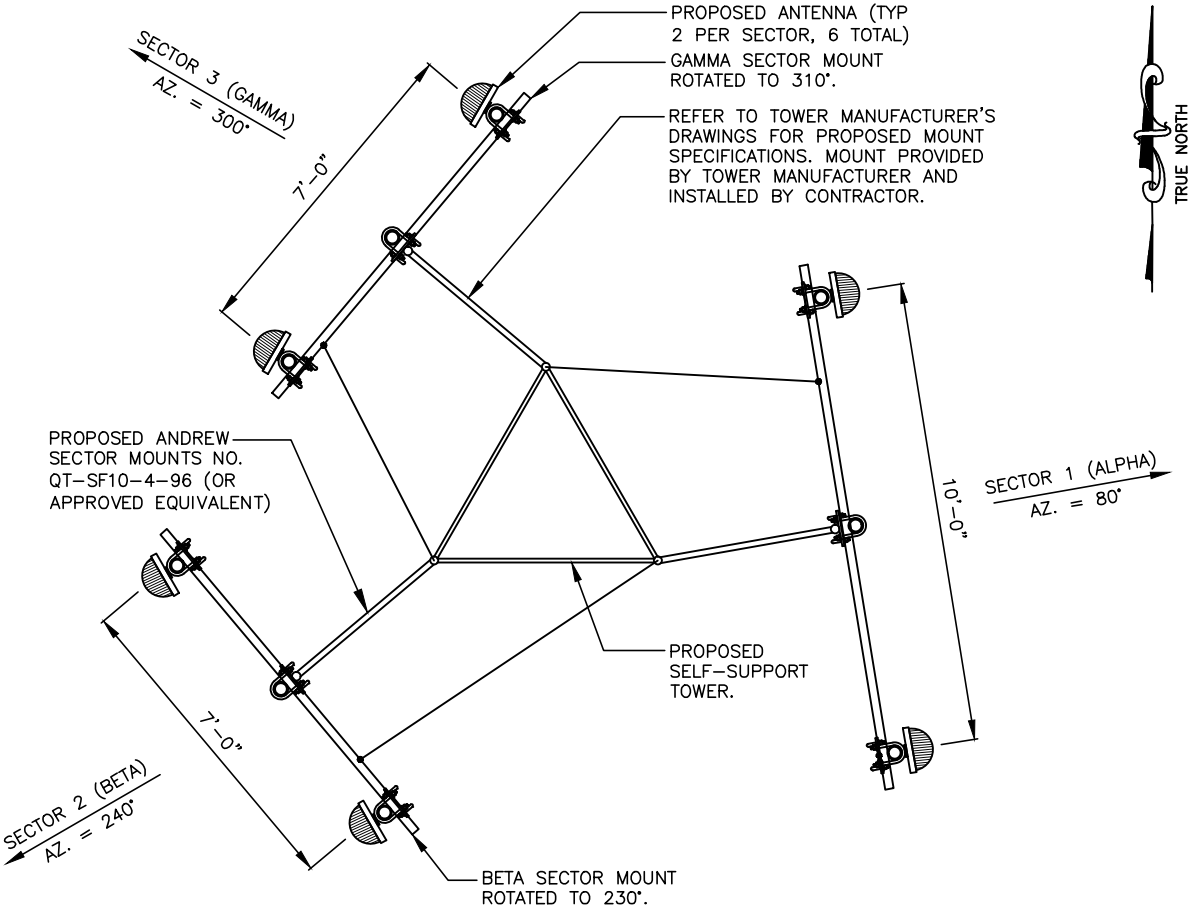 PROPOSED ANTENNA (TYP
2 PER SECTOR, 6 TOTAL)
GAMMA SECTOR MOUNT
ROTATED TO 310°.
REFER TO TOWER MANUFACTURER'S
DRAWINGS FOR PROPOSED MOUNT
SPECIFICATIONS. MOUNT PROVIDED
BY TOWER MANUFACTURER AND
INSTALLED BY CONTRACTOR.
TRUE NORTH
SECTOR 3 (GAMMA)
AZ. = 300°
7'-0"
PROPOSED ANDREW
SECTOR MOUNTS NO.
QT-SF10-4-96 (OR
APPROVED EQUIVALENT)
10'-0"
SECTOR 1 (ALPHA)
AZ. = 80°
PROPOSED
SELF-SUPPORT
TOWER.
7'-0"
SECTOR 2 (BETA)
AZ. = 240°
BETA SECTOR MOUNT
ROTATED TO 230°.